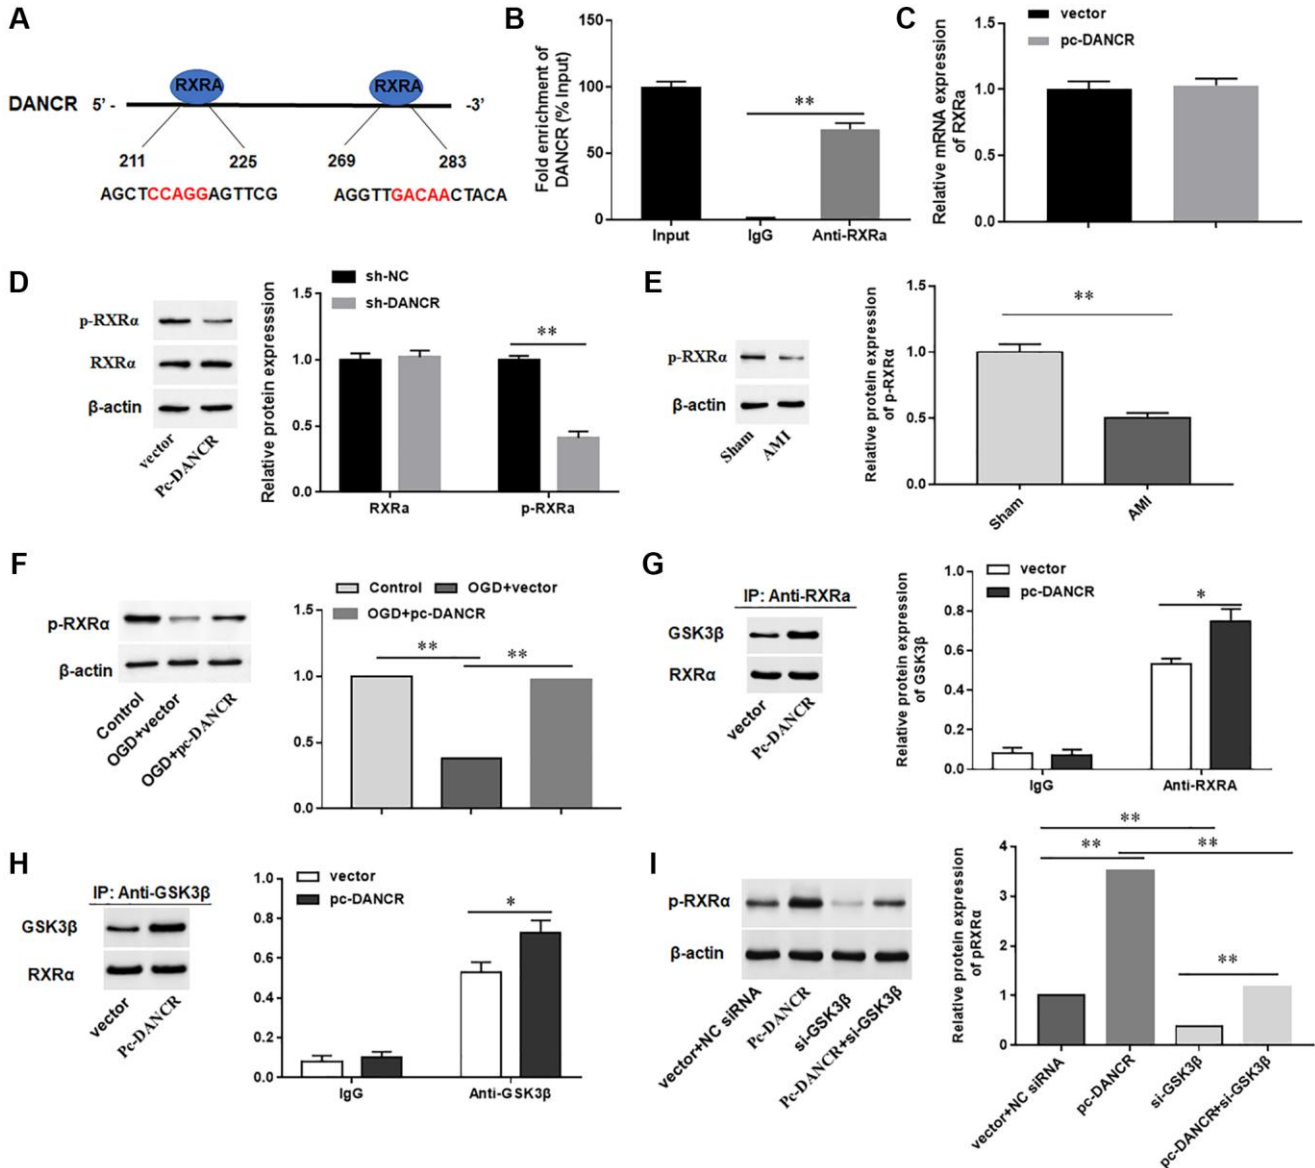 A
RXRA
RXRA
DANCR 5' -
-3'
211
225
269
283
AGCTCCAGGAGTTCG
AGGTTGACAACTACA
B
Fold enrichment of
DANCR (% Input)
150
100
50
0
**
Input
IgG
Anti-RXRa
C
vector
pc-DANCR
Relative mRNA expression
of RXRa
1.5
1.0
0.5
0.0
D
p-RXRα
RXRα
β-actin
vector
Pc-DANCR
sh-NC
sh-DANCR
Relative protein expresssion
1.5
1.0
0.5
0.0
**
RXRa
p-RXRa
E
p-RXRα
β-actin
Sham
AMI
Relative protein expression
of p-RXRα
1.5
1.0
0.5
0.0
**
Sham
AMI
F
p-RXRα
β-actin
Control
OGD+vector
OGD+pc-DANCR
Control
OGD+vector
OGD+pc-DANCR
1.5
1.0
0.5
0.0
**
**
G
IP: Anti-RXRa
GSK3β
RXRα
vector
Pc-DANCR
vector
pc-DANCR
Relative protein expression
of GSK3β
1.0
0.8
0.6
0.4
0.2
0.0
*
IgG
Anti-RXRA
H
IP: Anti-GSK3β
GSK3β
RXRα
vector
Pc-DANCR
vector
pc-DANCR
1.0
0.8
0.6
0.4
0.2
0.0
*
IgG
Anti-GSK3β
I
p-RXRα
β-actin
vector+NC siRNA
Pc-DANCR
si-GSK3β
Pc-DANCR+si-GSK3β
Relative protein expression
of pRXRα
4
3
2
1
0
**
**
**
**
vector+NC siRNA
pc-DANCR
si-GSK3β
pc-DANCR+si-GSK3β